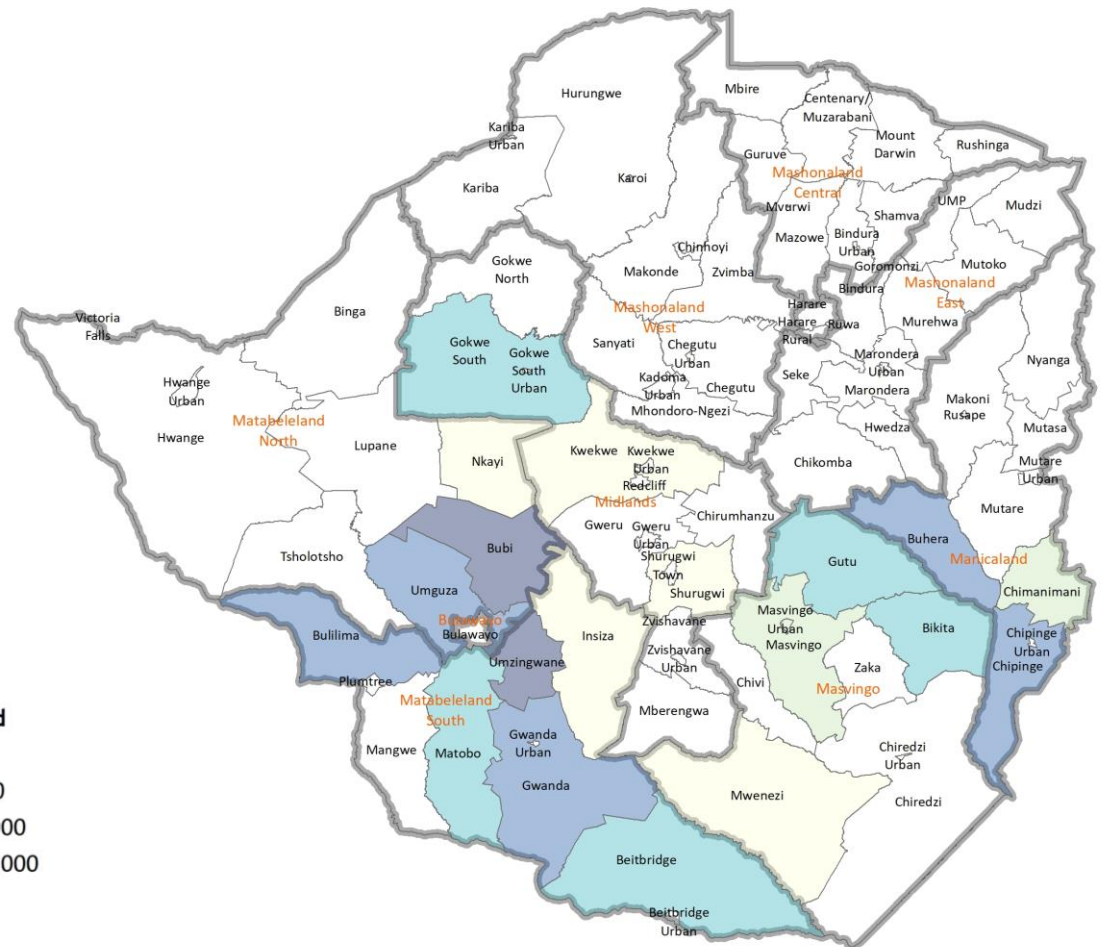 Hurungwe
Mbire
Centenary/
Muzarabani
Kariba
Urban
Mount
Darwin
Rushinga
Guruve
Mashonaland
Central
Kariba
Karoi
UMP
Mudzi
Mvurwi
Shamva
Mazowe
Bindura
Urban
Chinhoyi
Gokwe
North
Makonde
Zvimba
Goromonzi
Mutoko
Bindura
Mashonaland
East
Binga
Victoria
Falls
Mashonaland
West
Harare
Harare
Rural
Ruwa
Murehwa
Gokwe
South
Gokwe
South
Urban
Sanyati
Chegutu
Urban
Marondera
Urban
Nyanga
Hwange
Urban
Kadoma
Urban
Chegutu
Seke
Marondera
Makoni
Rusape
Mhondoro-Ngezi
Hwedza
Mutasa
Matabeleland
North
Hwange
Lupane
Nkayi
Kwekwe
Kwekwe
Urban
Redcliff
Chikomba
Mutare
Urban
Midlands
Mutare
Chirumhanzu
Gweru
Gweru
Urban
Buhera
Tsholotsho
Bubi
Shurugwi
Town
Shurugwi
Gutu
Manicaland
Umguza
Chimanimani
Masvingo
Urban
Masvingo
Bulawayo
Bulawayo
Bulilima
Insiza
Zvishavane
Bikita
Chipinge
Urban
Chipinge
Umzingwane
Zvishavane
Urban
Zaka
Plumtree
Chivi
Masvingo
Matabeleland
South
Mberengwa
d
Mangwe
Matobo
Gwanda
Urban
Chiredzi
Urban
Gwanda
0
000
000
Mwenezi
Chiredzi
Beitbridge
Beitbridge
Urban